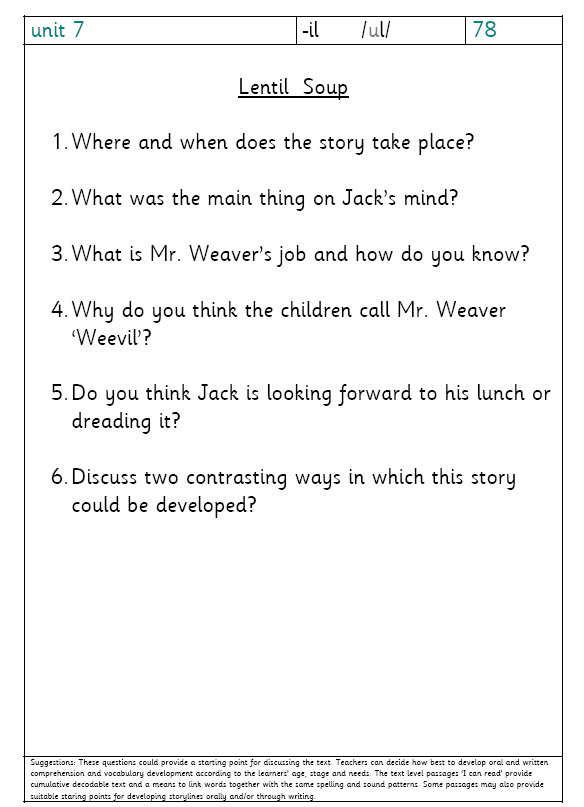 unit 7 -il /ul/ 78
Lentil Soup
1. Where and when does the story take place?
2. What was the main thing on Jack's mind?
3. What is Mr. Weaver's job and how do you know?
4. Why do you think the children call Mr. Weaver
‘Weevil’?
5. Do you think Jack is looking forward to his lunch or
dreading it?
6. Discuss two contrasting ways in which this story
could be developed?
Suggestions: These questions could provide a starting point for discussing the text. Teachers can decide how best to develop oral and written
comprehension and vocabulary development according to the learners' age, stage and needs. The text level passages 'I can read' provide
cumulative decodable text and a means to link words together with the same spelling and sound patterns. Some passages may also provide
suitable staring points for developing storylines orally and/or through writing.